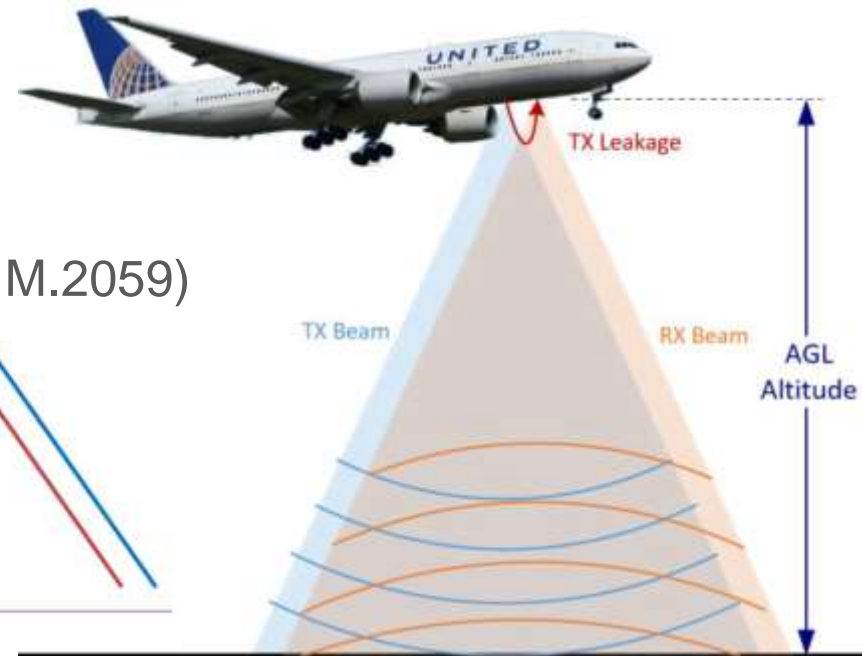 UNITED
TX Leakage
M.2059)
TX Beam
RX Beam
AGL
Altitude